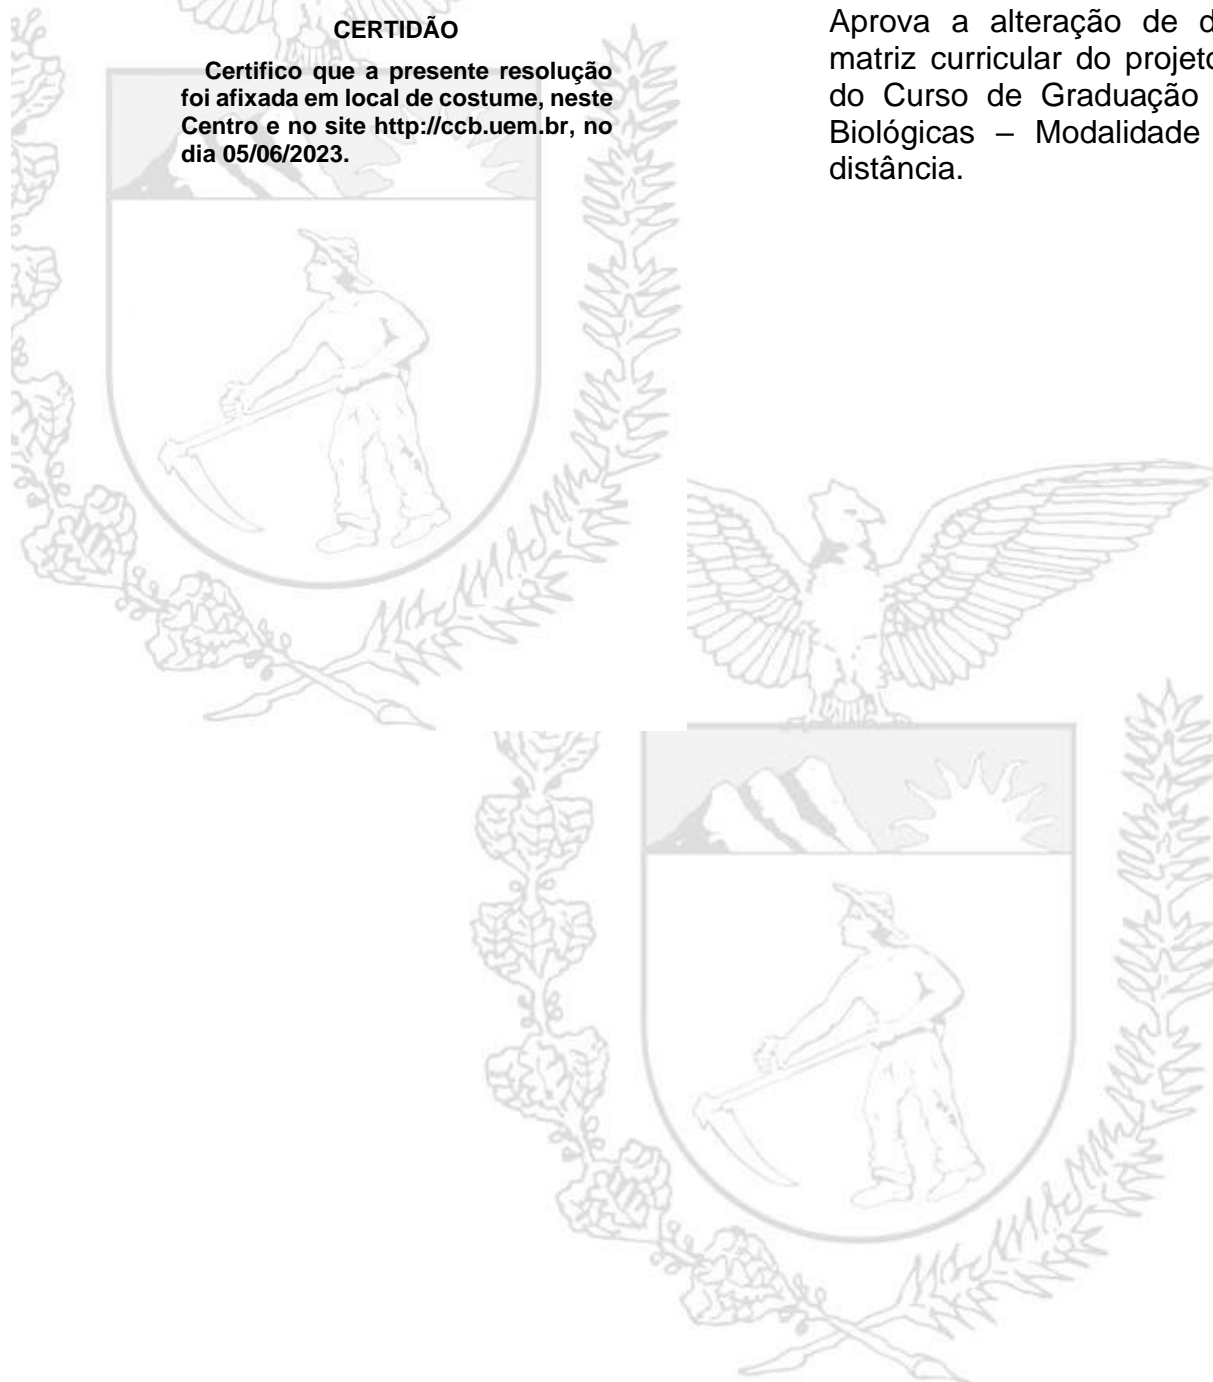 CERTIDÃO
Certifico que a presente resolução
foi afixada em local de costume, neste
Centro e no site http://ccb.uem.br, no
dia 05/06/2023.
Aprova a alteração de
matriz curricular do projeto
do Curso de Graduação
Biológicas – Modalidade
distância.